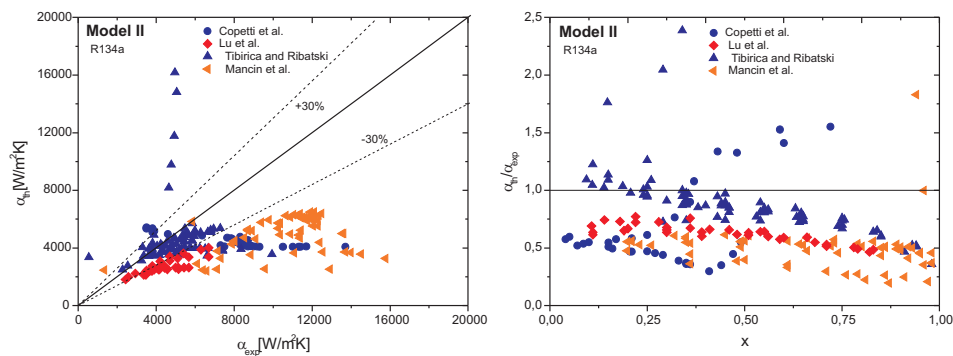 Model II
R134a
Copetti et al.
Lu et al.
Tibirica and Ribatski
Mancin et al.
+30%
-30%
20000
16000
12000
8000
4000
0
0 4000 8000 12000 16000 20000
α_th[W/m²K]
α_exp[W/m²K]
Model II
R134a
Copetti et al.
Lu et al.
Tibirica and Ribatski
Mancin et al.
2,5
2,0
1,5
1,0
0,5
0,0
0,00 0,25 0,50 0,75 1,00
α_th/α_exp
x